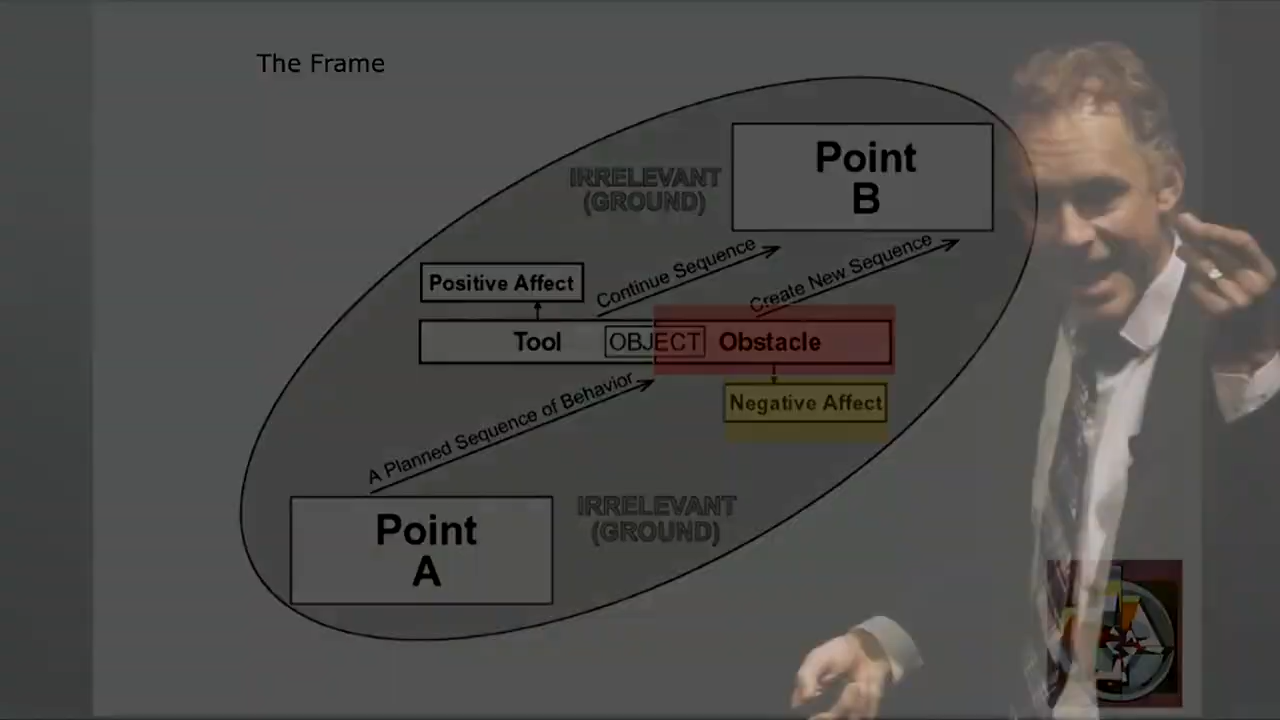 The Frame
Point
B
IRRELEVANT
(GROUND)
Continue Sequence
Create New Sequence
Positive Affect
Tool
OBJECT
Obstacle
Negative Affect
A Planned Sequence of Behavior
Point
A
IRRELEVANT
(GROUND)